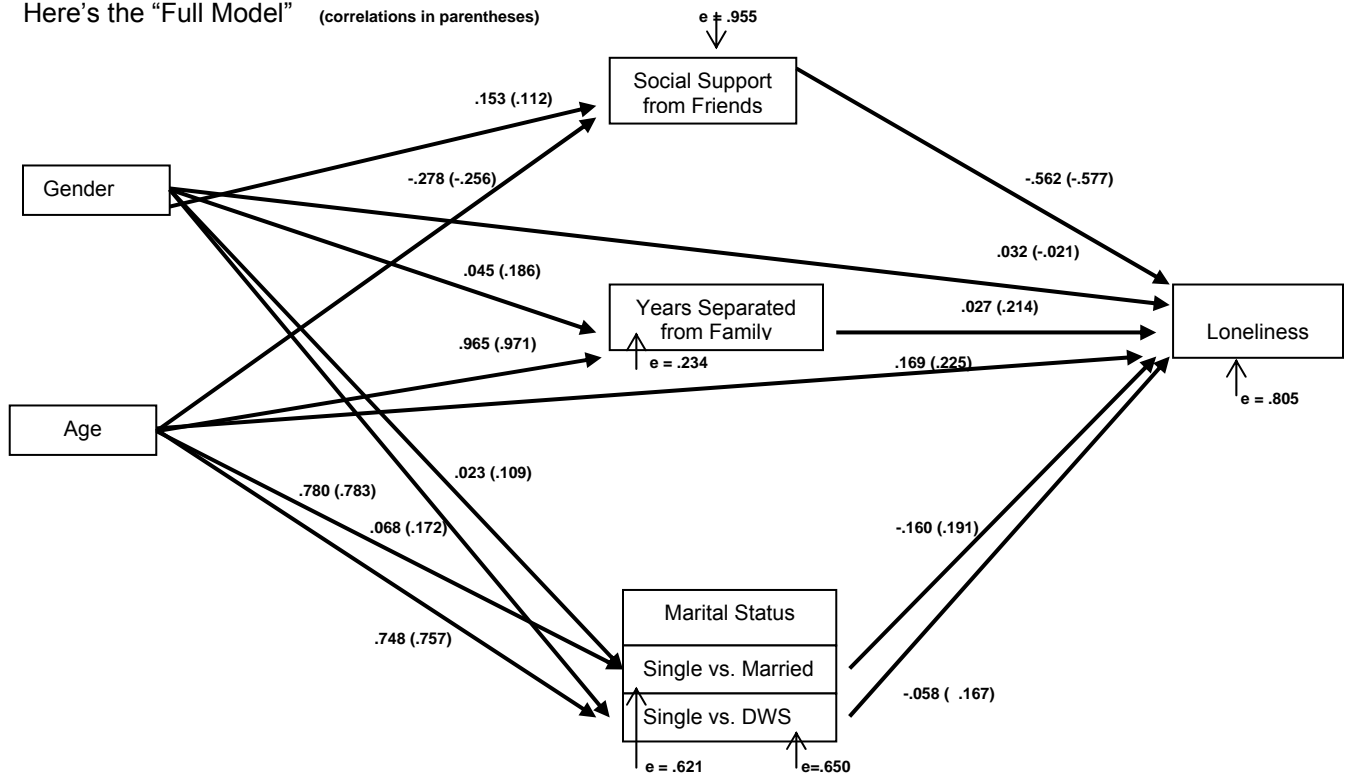 Here's the “Full Model” (correlations in parentheses)
e = .955
Social Support
from Friends
.153 (.112)
Gender
-.278 (-.256)
-.562 (-.577)
.032 (-.021)
.045 (.186)
Years Separated
from Family
.027 (.214)
Loneliness
.965 (.971)
e = .234
.169 (.225)
e = .805
Age
.023 (.109)
.780 (.783)
.068 (.172)
-.160 (.191)
Marital Status
.748 (.757)
Single vs. Married
-.058 ( .167)
Single vs. DWS
e = .621
e=.650